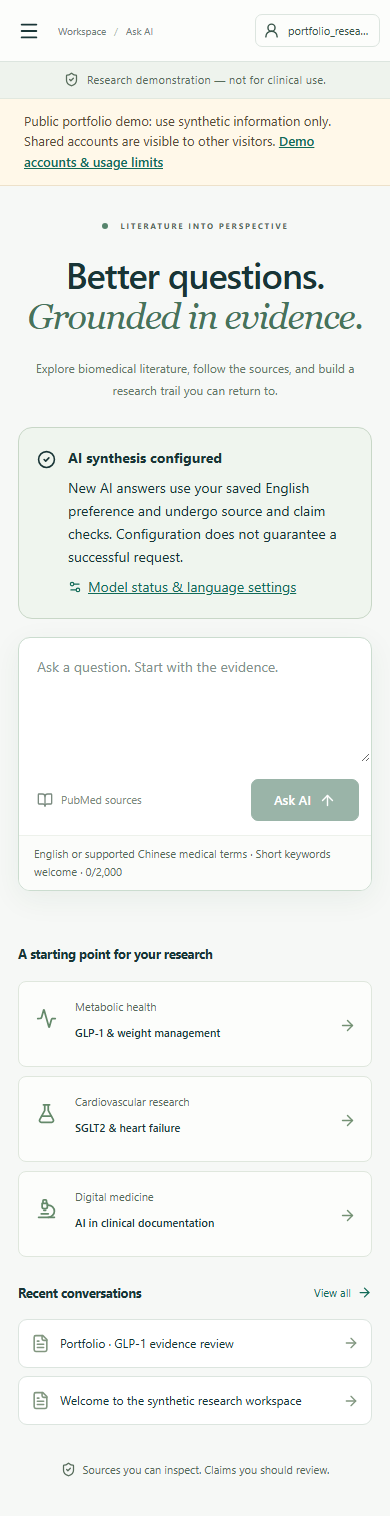 Workspace / Ask AI
portfolio_resea...
Research demonstration — not for clinical use.
Public portfolio demo: use synthetic information only.
Shared accounts are visible to other visitors. Demo
accounts & usage limits
LITERATURE INTO PERSPECTIVE
Better questions.
Grounded in evidence.
Explore biomedical literature, follow the sources, and build a
research trail you can return to.
AI synthesis configured
New AI answers use your saved English
preference and undergo source and claim
checks. Configuration does not guarantee a
successful request.
Model status & language settings
Ask a question. Start with the evidence.
PubMed sources
Ask AI
English or supported Chinese medical terms · Short keywords
welcome · 0/2,000
A starting point for your research
Metabolic health
GLP-1 & weight management
Cardiovascular research
SGLT2 & heart failure
Digital medicine
AI in clinical documentation
Recent conversations
View all
Portfolio · GLP-1 evidence review
Welcome to the synthetic research workspace
Sources you can inspect. Claims you should review.